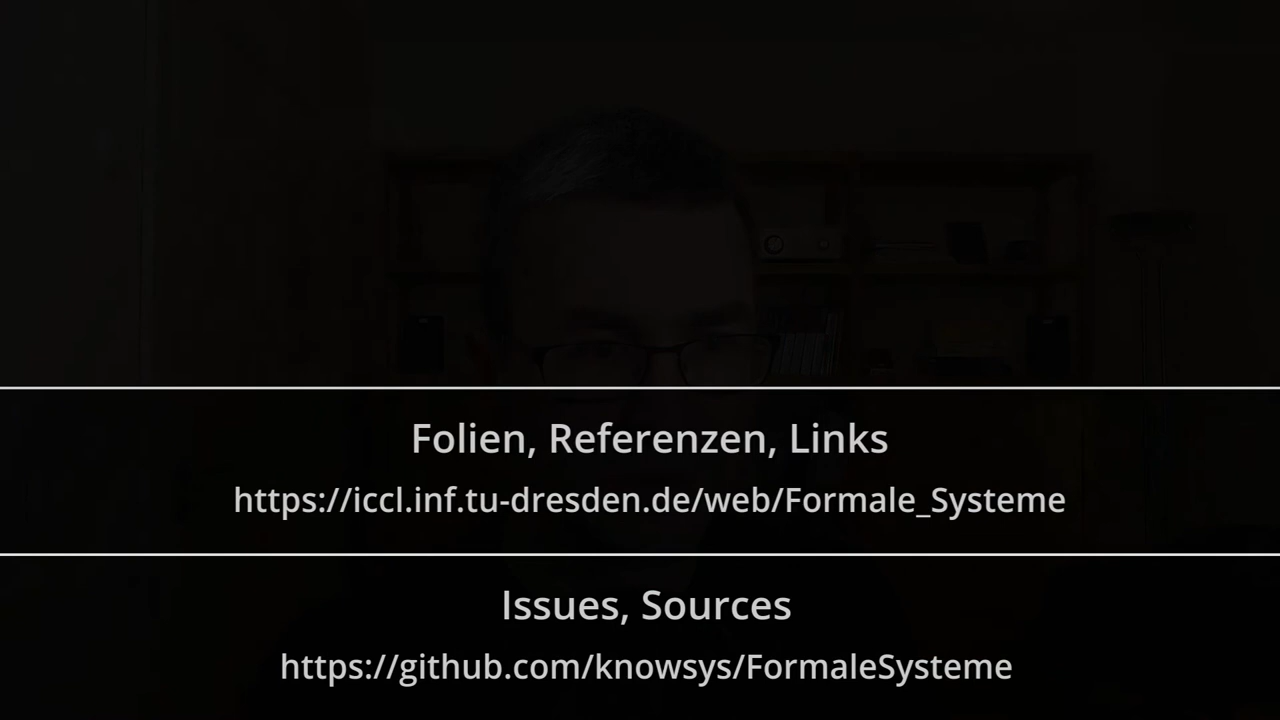 Folien, Referenzen, Links
https://iccl.inf.tu-dresden.de/web/Formale_Systeme
Issues, Sources
https://github.com/knowsys/FormaleSysteme